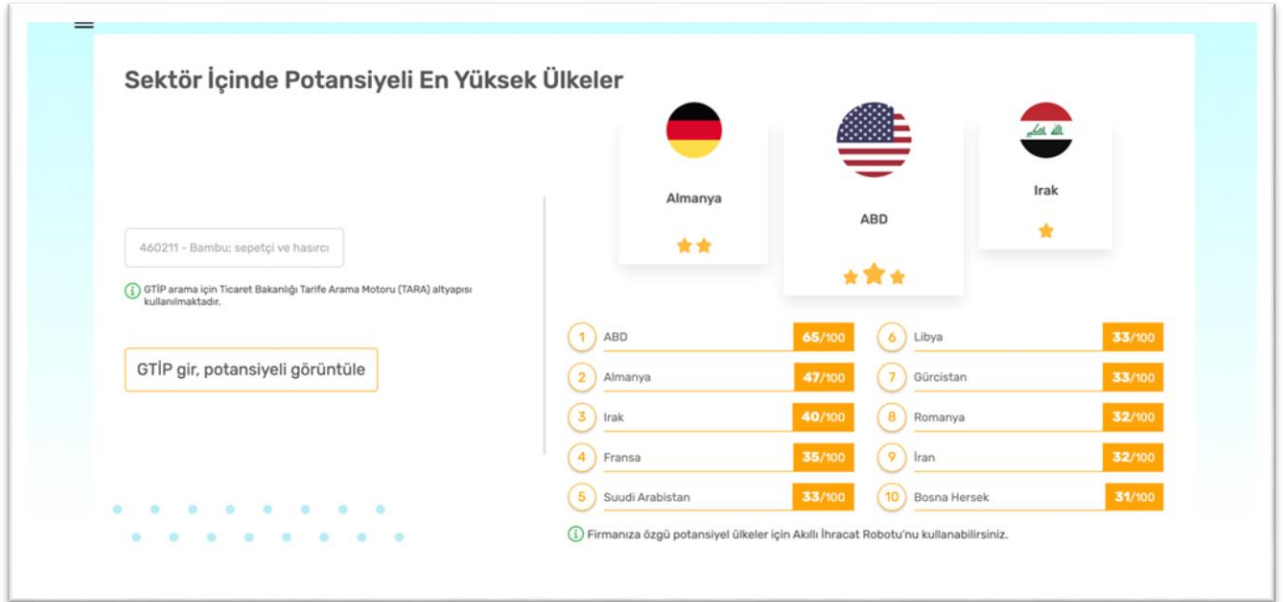 Sektör İçinde Potansiyeli En Yüksek Ülkeler
Almanya
ABD
Irak
460211 - Bambu; sepetçi ve hasırcı
GTİP arama için Ticaret Bakanlığı Tarife Arama Motoru (TARA) altyapısı
kullanılmaktadır.
GTİP gir, potansiyeli görüntüle
1 ABD 65/100
2 Almanya 47/100
3 Irak 40/100
4 Fransa 35/100
5 Suudi Arabistan 33/100
6 Libya 33/100
7 Gürcistan 33/100
8 Romanya 32/100
9 İran 32/100
10 Bosna Hersek 31/100
Firmanıza özgü potansiyel ülkeler için Akıllı İhracat Robotu'nu kullanabilirsiniz.